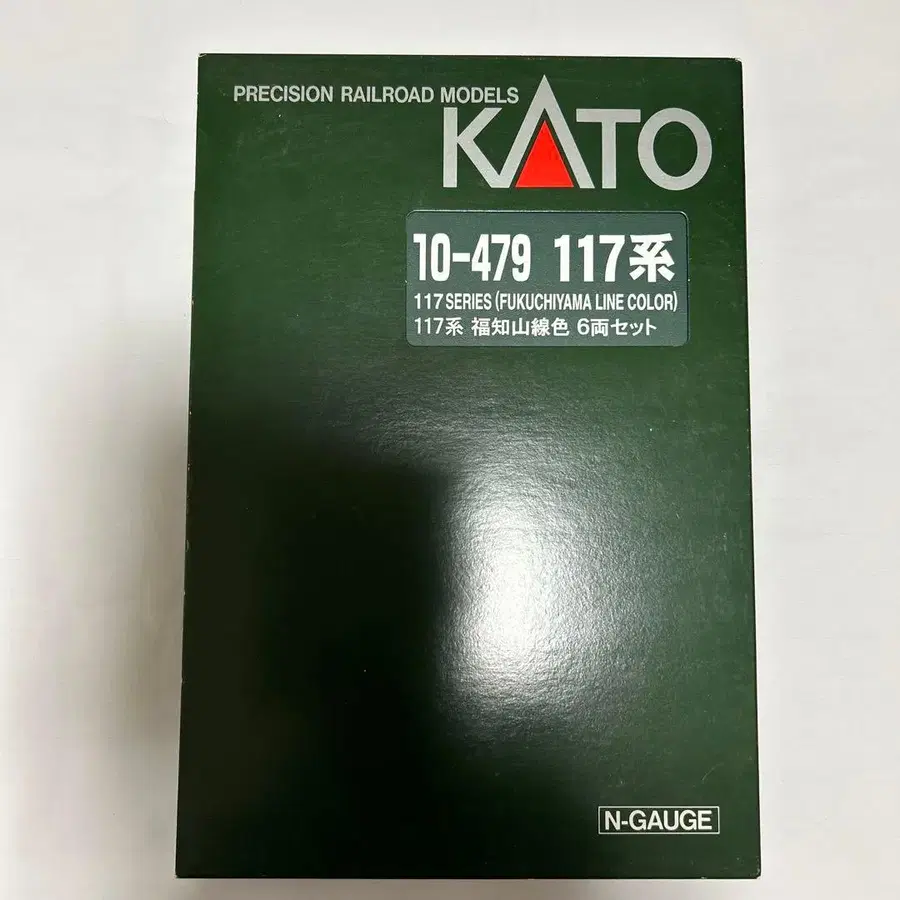 PRECISION RAILROAD MODELS
KATO
10-479 117系
117 SERIES (FUKUCHIYAMA LINE COLOR)
117系 福知山線色 6両セット
N-GAUGE